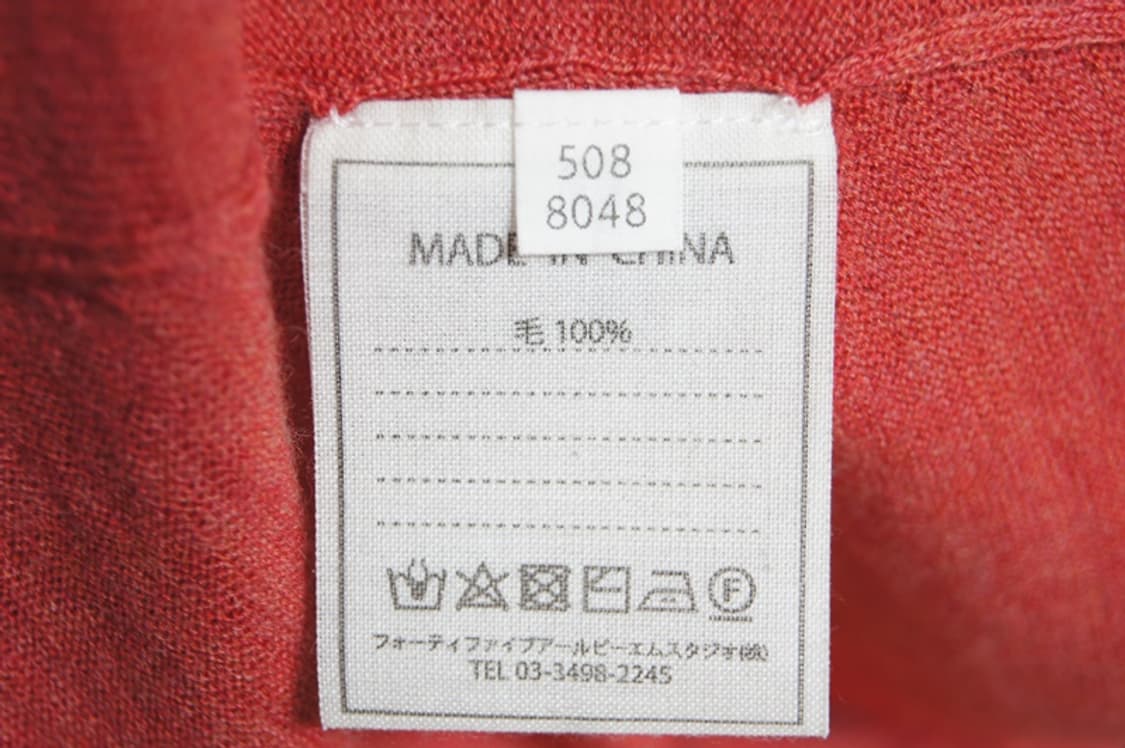 508
8048
MADE IN CHINA
毛 100%
F
フォーティファイブアールピーエムスタジオ(株)
TEL 03-3498-2245